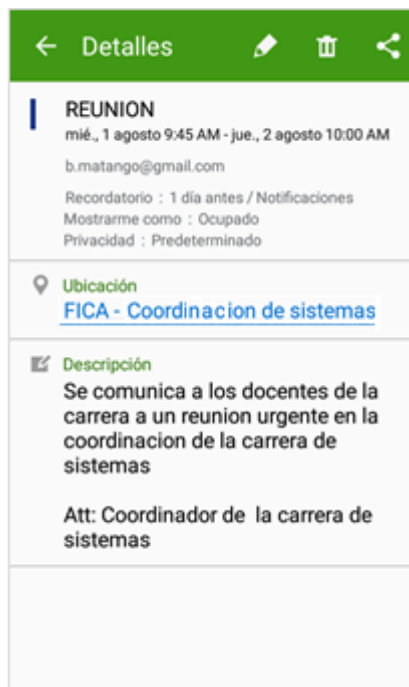 Detalles
REUNION
mié., 1 agosto 9:45 AM - jue., 2 agosto 10:00 AM
b.matango@gmail.com
Recordatorio : 1 día antes / Notificaciones
Mostrarme como : Ocupado
Privacidad : Predeterminado
Ubicación
FICA - Coordinacion de sistemas
Descripción
Se comunica a los docentes de la
carrera a un reunion urgente en la
coordinacion de la carrera de
sistemas
Att: Coordinador de la carrera de
sistemas